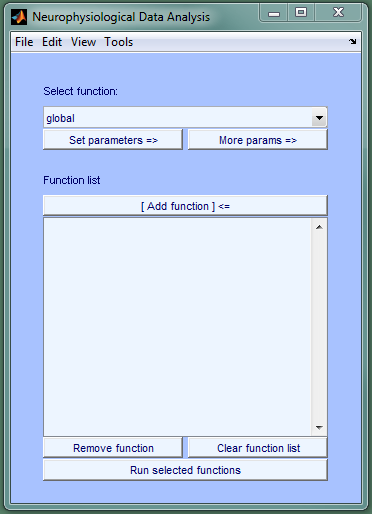 Neurophysiological Data Analysis
File Edit View Tools
Select function:
global
Set parameters => More params =>
Function list
[ Add function ] <=
Remove function Clear function list
Run selected functions